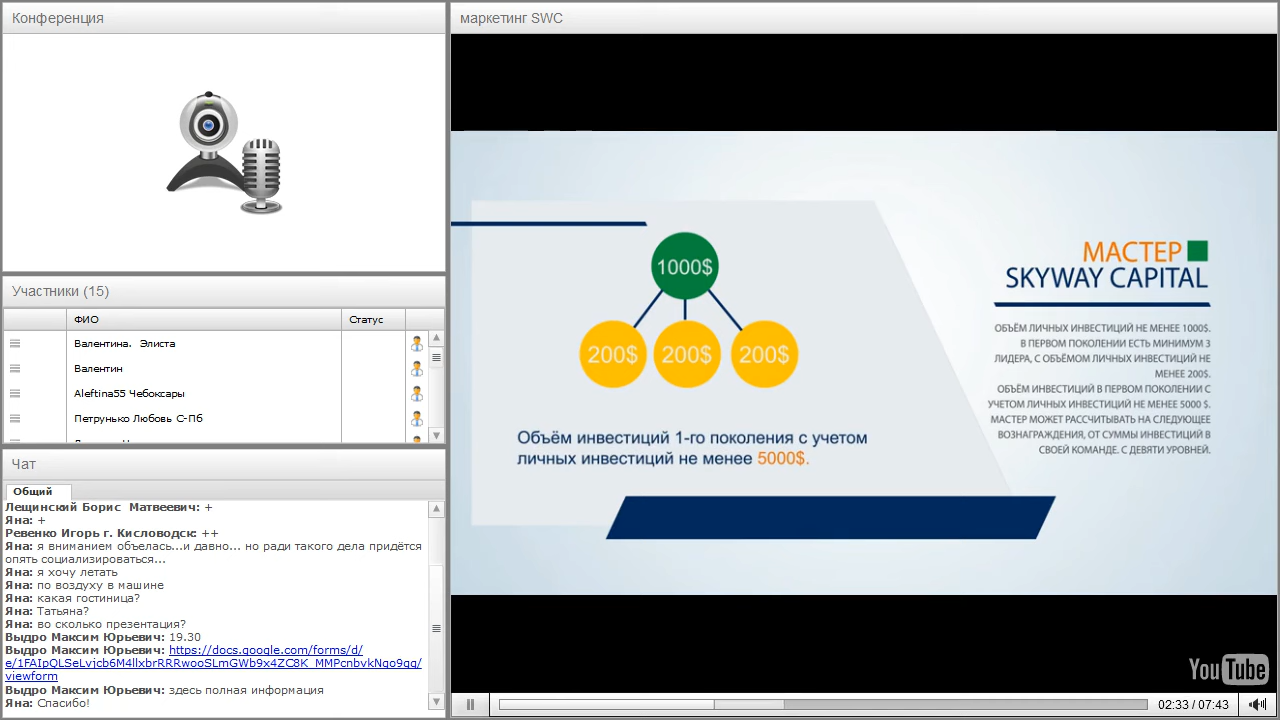 Конференция
Участники (15)
ФИО Статус
Валентина. Элиста
Валентин
Aleftina55 Чебоксары
Петрунько Любовь С-Пб
Чат
Общий
Лещинский Борис Матвеевич: +
Яна: +
Ревенко Игорь г. Кисловодск: ++
Яна: я вниманием объелась...и давно... но ради такого дела придётся
опять социализироваться...
Яна: я хочу летать
Яна: по воздуху в машине
Яна: какая гостиница?
Яна: Татьяна?
Яна: во сколько презентация?
Выдро Максим Юрьевич: 19.30
Выдро Максим Юрьевич: https://docs.google.com/forms/d/
e/1FAIpQLSeLvjcb6M4llxbrRRRwooSLmGWb9x4ZC8K_MMPcnbvkNgo9qg/
viewform
Выдро Максим Юрьевич: здесь полная информация
Яна: Спасибо!
маркетинг SWC
1000$
200$ 200$ 200$
Объём инвестиций 1-го поколения с учетом
личных инвестиций не менее 5000$.
МАСТЕР
SKYWAY CAPITAL
ОБЪЁМ ЛИЧНЫХ ИНВЕСТИЦИЙ НЕ МЕНЕЕ 1000$.
В ПЕРВОМ ПОКОЛЕНИИ ЕСТЬ МИНИМУМ 3
ЛИДЕРА, С ОБЪЁМОМ ЛИЧНЫХ ИНВЕСТИЦИЙ НЕ
МЕНЕЕ 200$.
ОБЪЁМ ИНВЕСТИЦИЙ В ПЕРВОМ ПОКОЛЕНИИ С
УЧЕТОМ ЛИЧНЫХ ИНВЕСТИЦИЙ НЕ МЕНЕЕ 5000 $.
МАСТЕР МОЖЕТ РАССЧИТЫВАТЬ НА СЛЕДУЮЩЕЕ
ВОЗНАГРАЖДЕНИЯ, ОТ СУММЫ ИНВЕСТИЦИЙ В
СВОЕЙ КОМАНДЕ. С ДЕВЯТИ УРОВНЕЙ.
YouTube
02:33 / 07:43